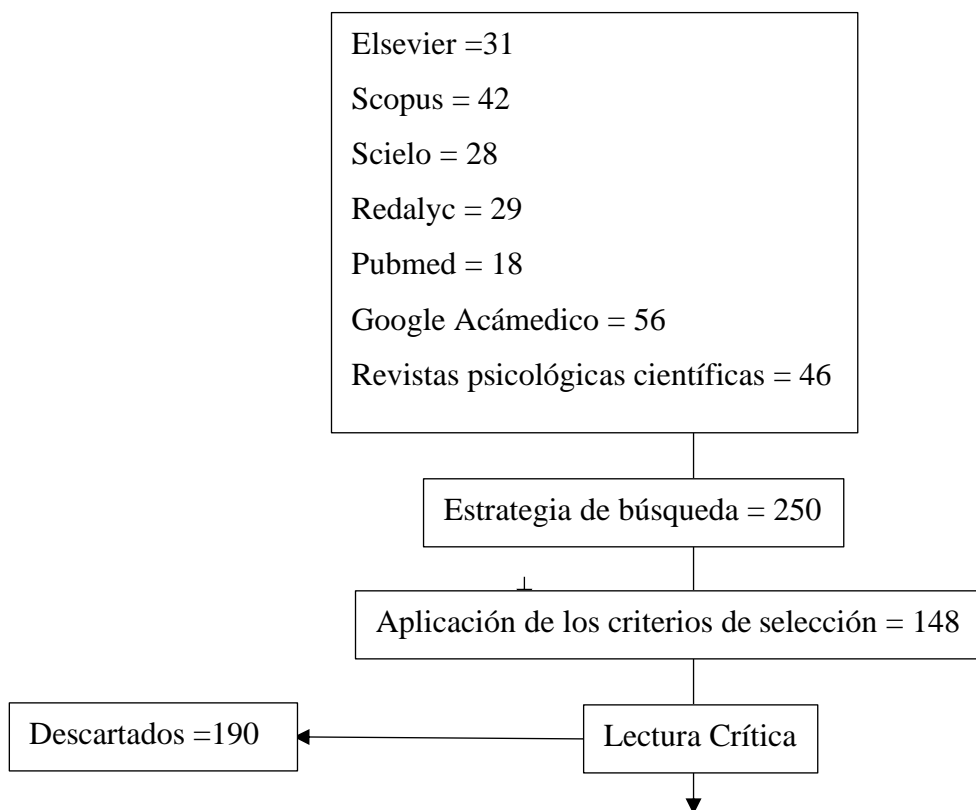 Elsevier =31
Scopus = 42
Scielo = 28
Redalyc = 29
Pubmed = 18
Google Acámedico = 56
Revistas psicológicas científicas = 46
Estrategia de búsqueda = 250
Aplicación de los criterios de selección = 148
Descartados =190
Lectura Crítica